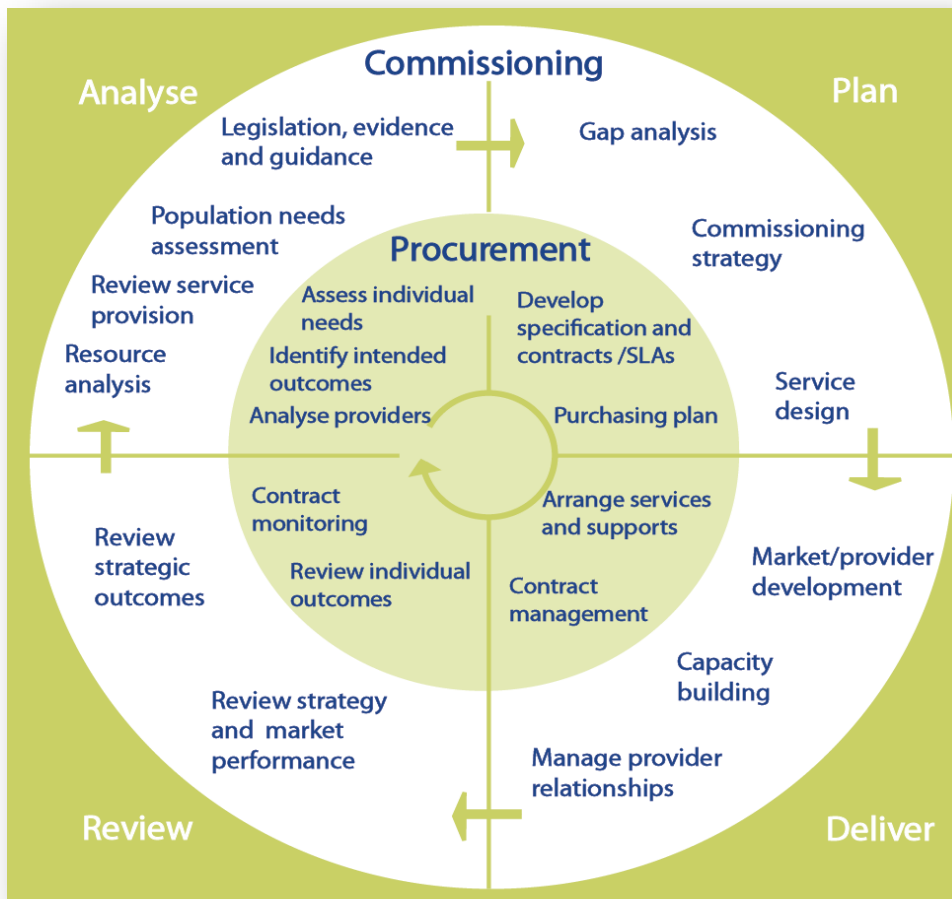 Analyse
Commissioning
Plan
Legislation, evidence
and guidance
Gap analysis
Population needs
assessment
Commissioning
strategy
Review service
provision
Resource
analysis
Service
design
Procurement
Assess individual
needs
Identify intended
outcomes
Analyse providers
Develop
specification and
contracts /SLAs
Purchasing plan
Contract
monitoring
Review individual
outcomes
Arrange services
and supports
Contract
management
Review
strategic
outcomes
Market/provider
development
Capacity
building
Review strategy
and market
performance
Manage provider
relationships
Review
Deliver